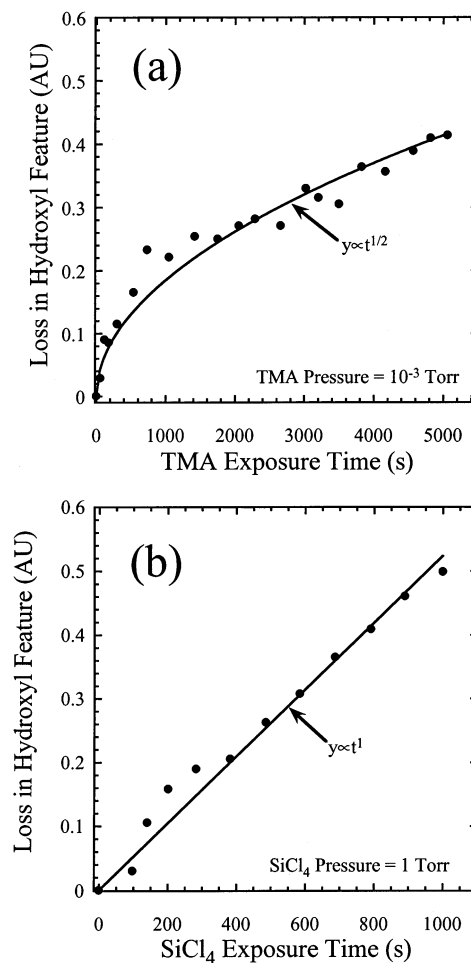 (a)
Loss in Hydroxyl Feature (AU)
0.6
0.5
0.4
0.3
0.2
0.1
0
y∝t1/2
TMA Pressure = 10-3 Torr
0 1000 2000 3000 4000 5000
TMA Exposure Time (s)
(b)
Loss in Hydroxyl Feature (AU)
0.6
0.5
0.4
0.3
0.2
0.1
0
y∝t1
SiCl4 Pressure = 1 Torr
0 200 400 600 800 1000
SiCl4 Exposure Time (s)